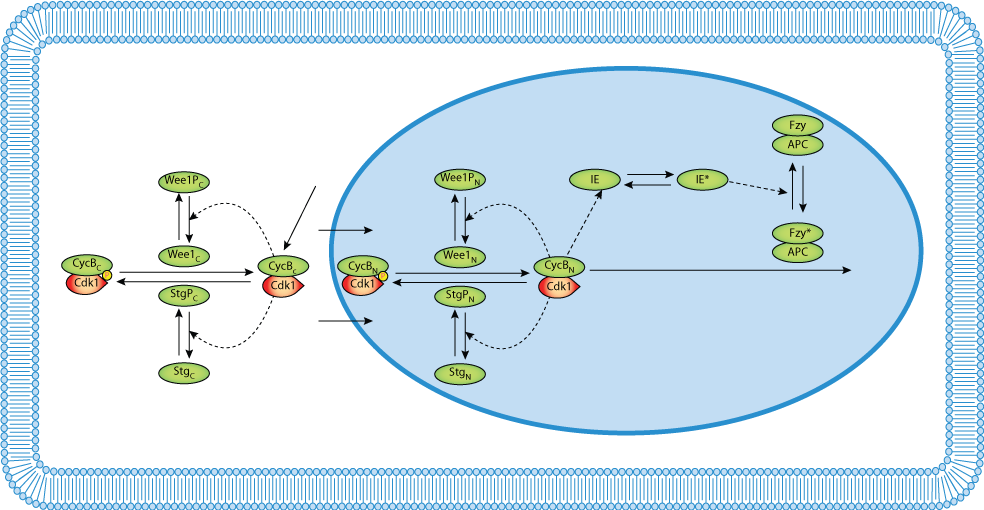 Wee1P_C
Wee1_C
CycB_C
Cdk1
P
StgP_C
Stg_C
CycB_C
Cdk1
Wee1P_N
Wee1_N
CycB_N
Cdk1
P
StgP_N
Stg_N
CycB_N
Cdk1
IE
IE*
Fzy
APC
Fzy*
APC